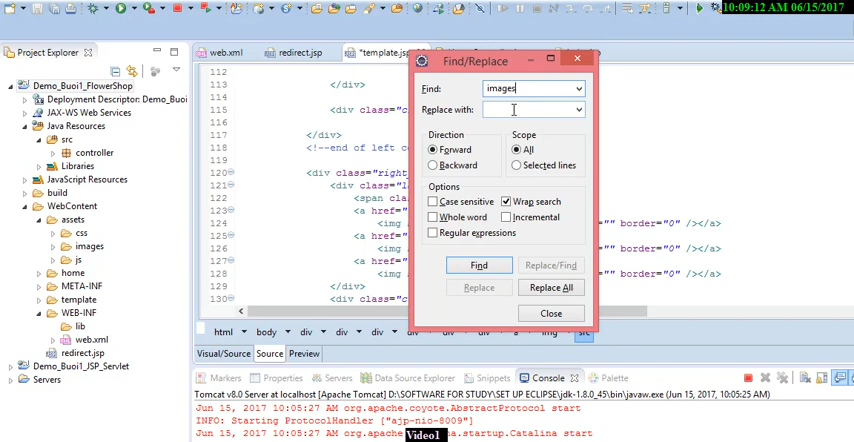 10:09:12 AM 06/15/2017
Project Explorer
web.xml
redirect.jsp
*template.jsp
Find/Replace
Demo_Buoi1_FlowerShop
Deployment Descriptor: Demo_Buoi1
JAX-WS Web Services
Java Resources
src
controller
Libraries
JavaScript Resources
build
WebContent
assets
css
images
js
home
META-INF
template
WEB-INF
lib
web.xml
redirect.jsp
Demo_Buoi1_JSP_Servlet
Servers
112
113 </div>
114
115 <div class="c
116
117 </div>
118 <!--end of left co
119
120 <div class="right_
121 <div class="le
122 <span clas
123 <a href="
124 <img "" border="0" /></a>
125 <a href="
126 <img "" border="0" /></a>
127 <a href="
128 <img "" border="0" /></a>
129 </div>
130 <div class="
Find: images
Replace with:
Direction
Forward
Backward
Scope
All
Selected lines
Options
Case sensitive
Wrap search
Whole word
Incremental
Regular expressions
Find
Replace/Find
Replace
Replace All
Close
html body div div div div a img src
Visual/Source Source Preview
Markers Properties Servers Data Source Explorer Snippets Console Palette
Tomcat v8.0 Server at localhost [Apache Tomcat] D:\SOFTWARE FOR STUDY\SET UP ECLIPSE\jdk-1.8.0_45\bin\javaw.exe (Jun 15, 2017 10:05:25 AM)
Jun 15, 2017 10:05:27 AM org.apache.coyote.AbstractProtocol start
INFO: Starting ProtocolHandler ["ajp-nio-8009"]
Jun 15, 2017 10:05:27 AM org.apache.catalina.startup.Catalina start
Video1